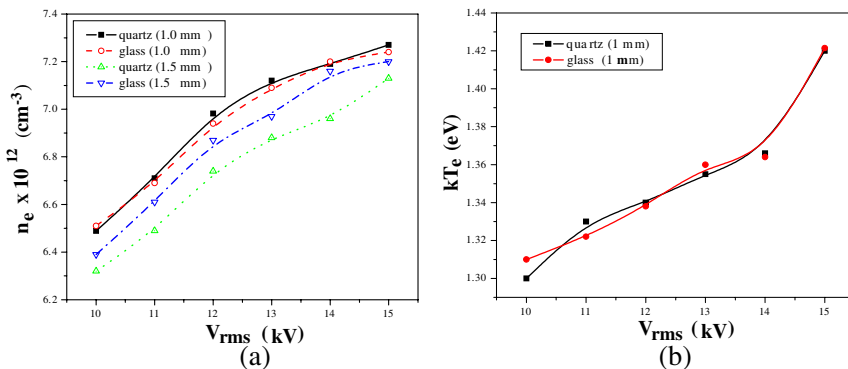 quartz (1.0 mm )
glass (1.0 mm)
quartz (1.5 mm )
glass (1.5 mm)
7.4
7.2
7.0
6.8
6.6
6.4
6.2
n_e x 10^12 (cm^-3)
10 11 12 13 14 15
V_rms (kV)
(a)
quartz (1 mm)
glass (1 mm)
1.42
1.40
1.38
1.36
1.34
1.32
1.30
kT_e (eV)
10 11 12 13 14 15
V_rms (kV)
(b)